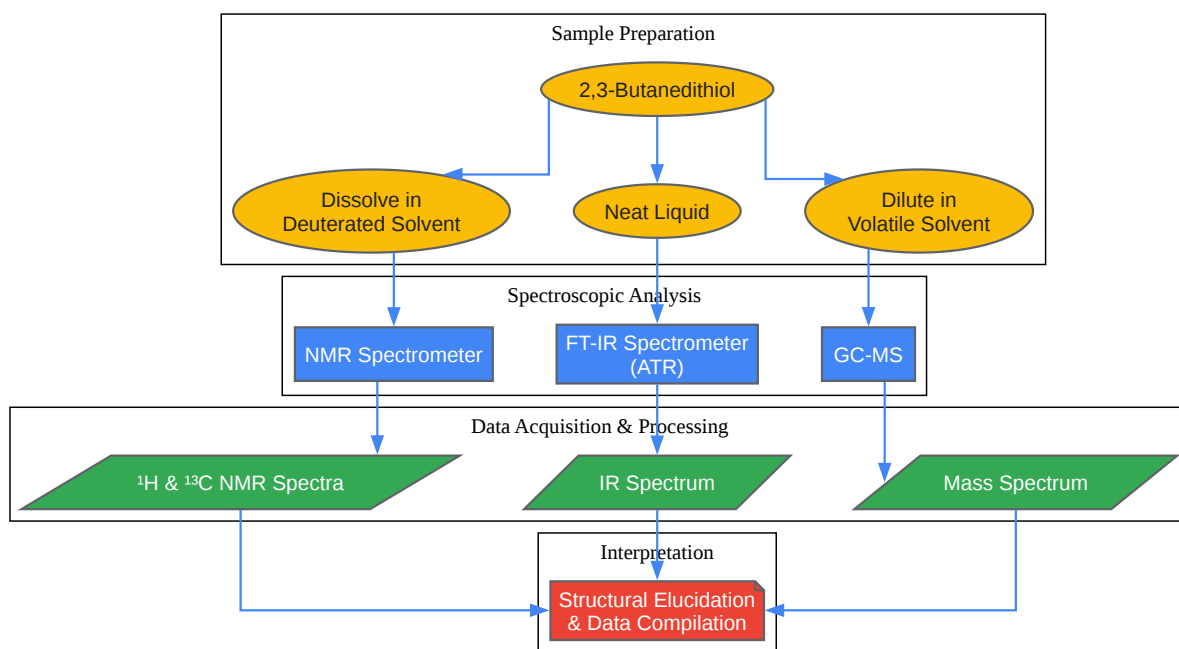 Sample Preparation
2,3-Butanedithiol
Dissolve in
Deuterated Solvent
Neat Liquid
Dilute in
Volatile Solvent
Spectroscopic Analysis
NMR Spectrometer
FT-IR Spectrometer
(ATR)
GC-MS
Data Acquisition & Processing
¹H & ¹³C NMR Spectra
IR Spectrum
Mass Spectrum
Interpretation
Structural Elucidation
& Data Compilation